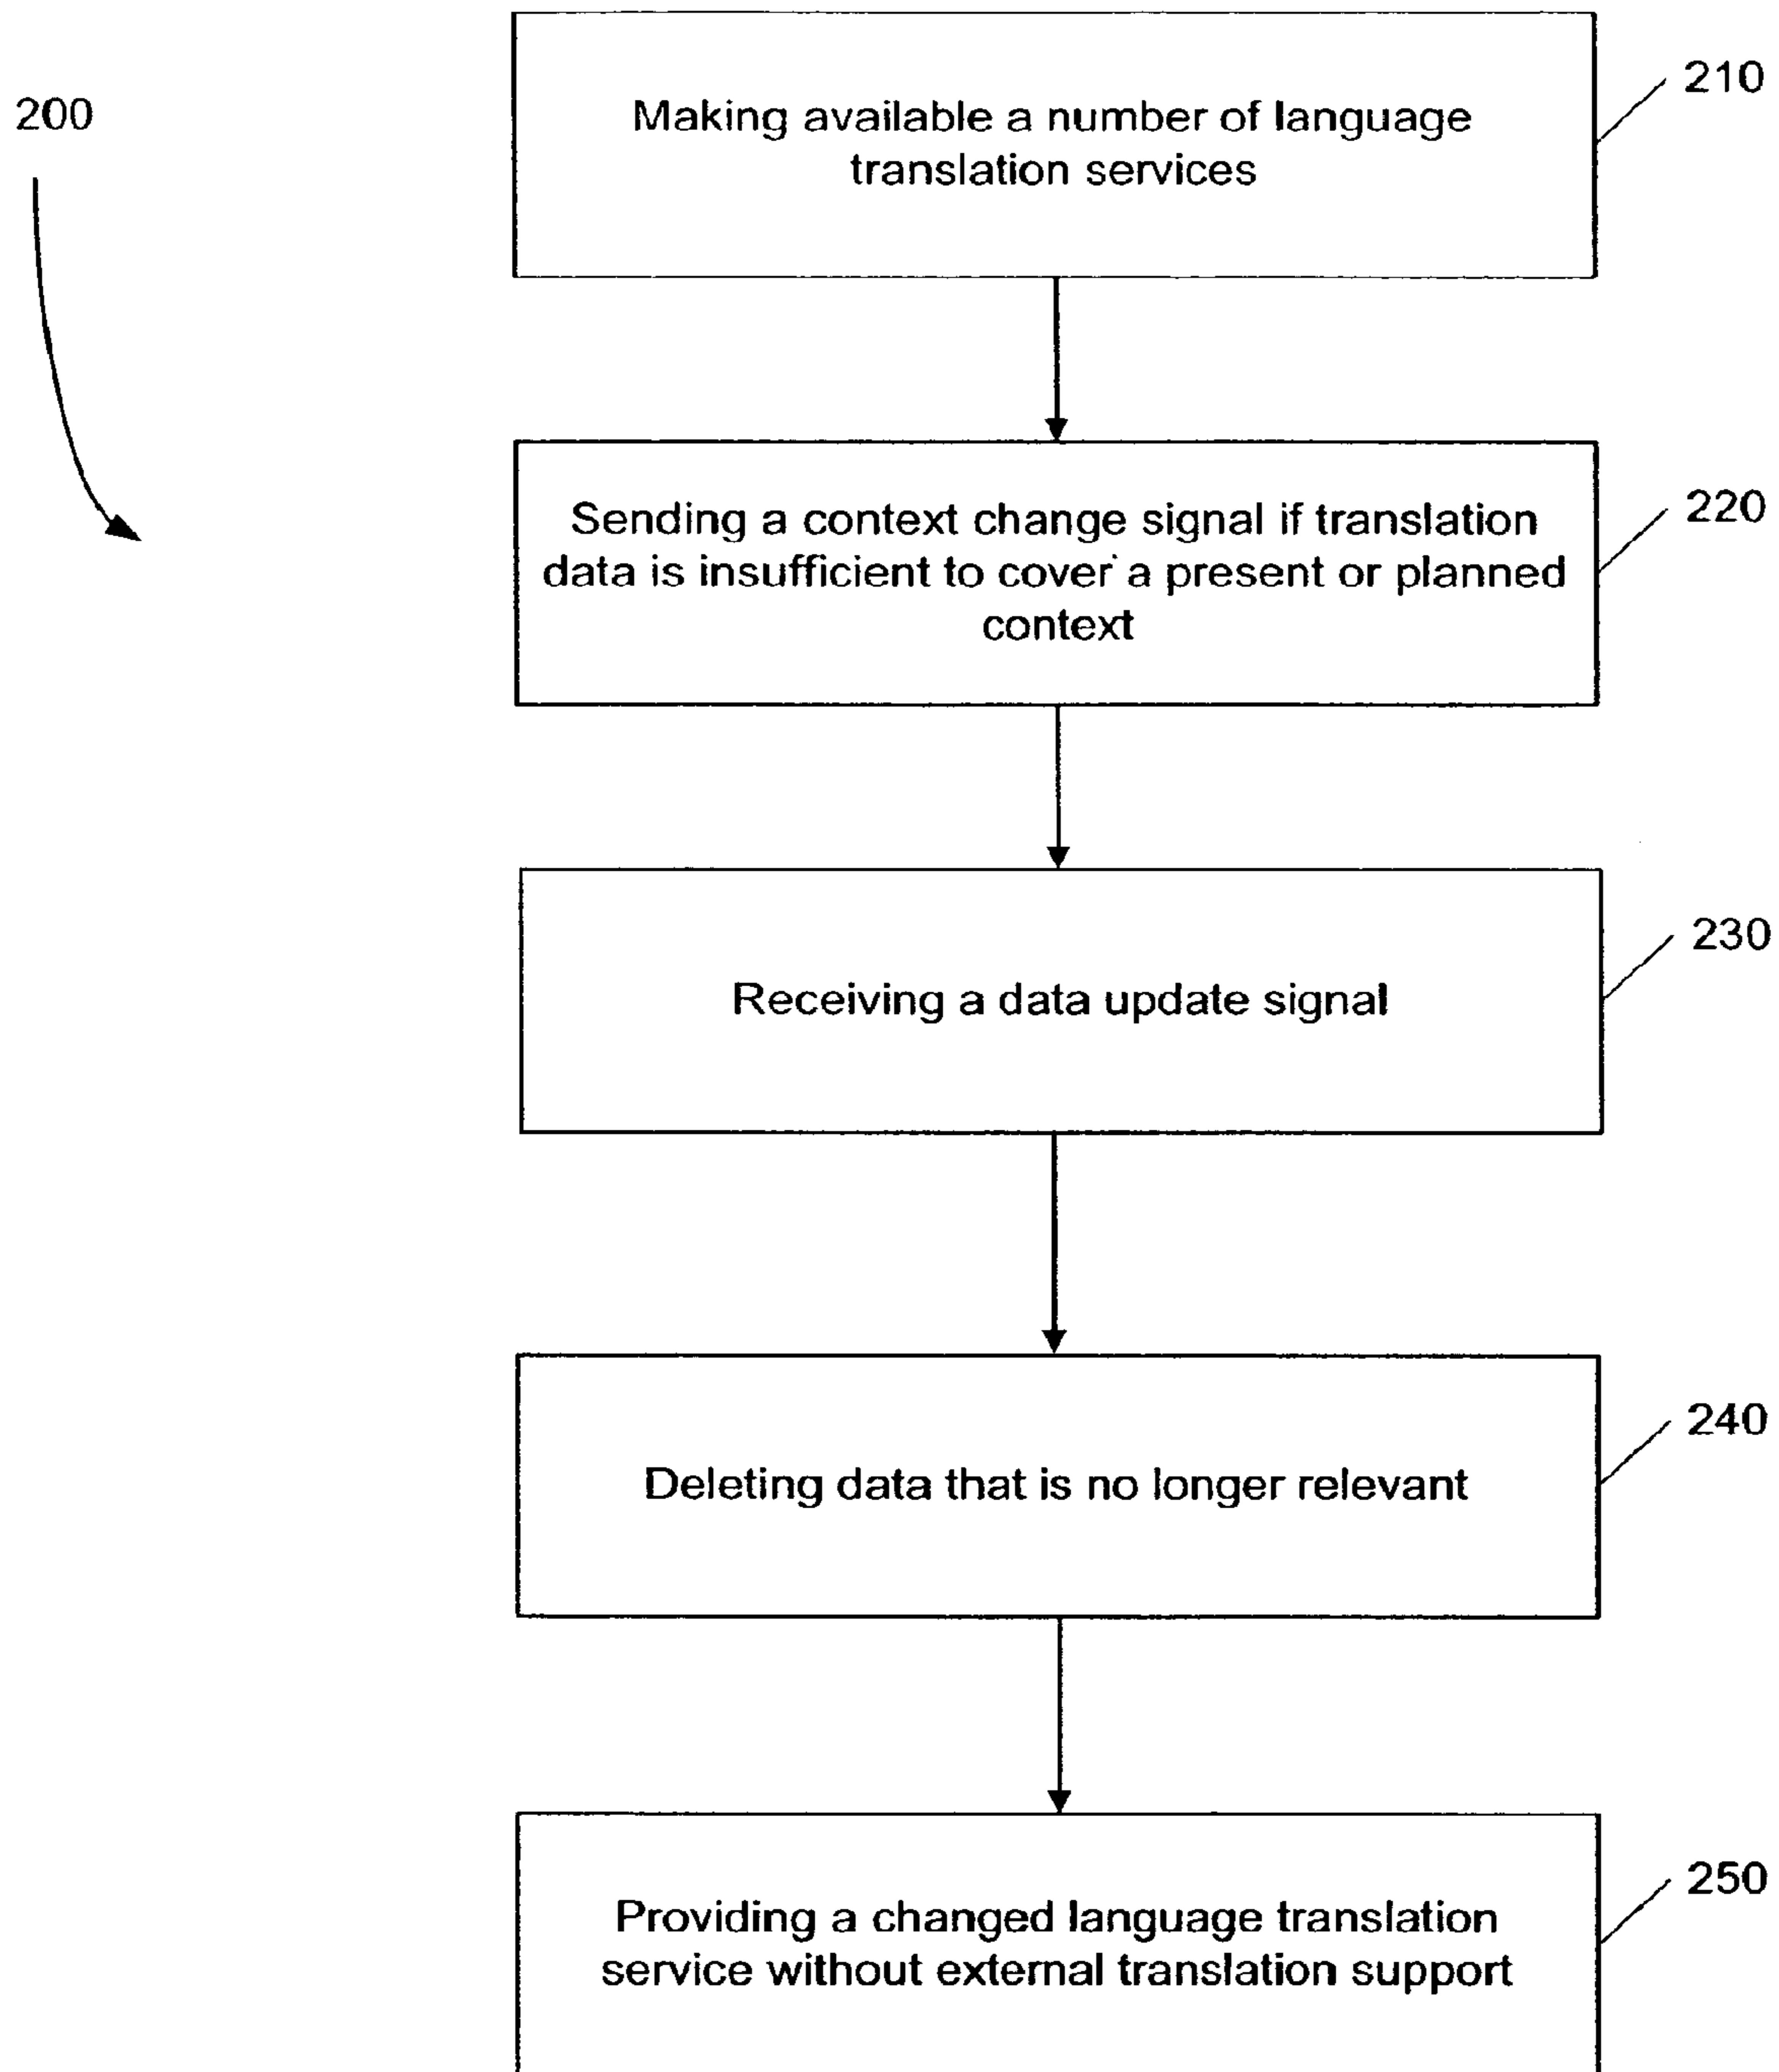 200
210
Making available a number of language
translation services
220
Sending a context change signal if translation
data is insufficient to cover a present or planned
context
230
Receiving a data update signal
240
Deleting data that is no longer relevant
250
Providing a changed language translation
service without external translation support